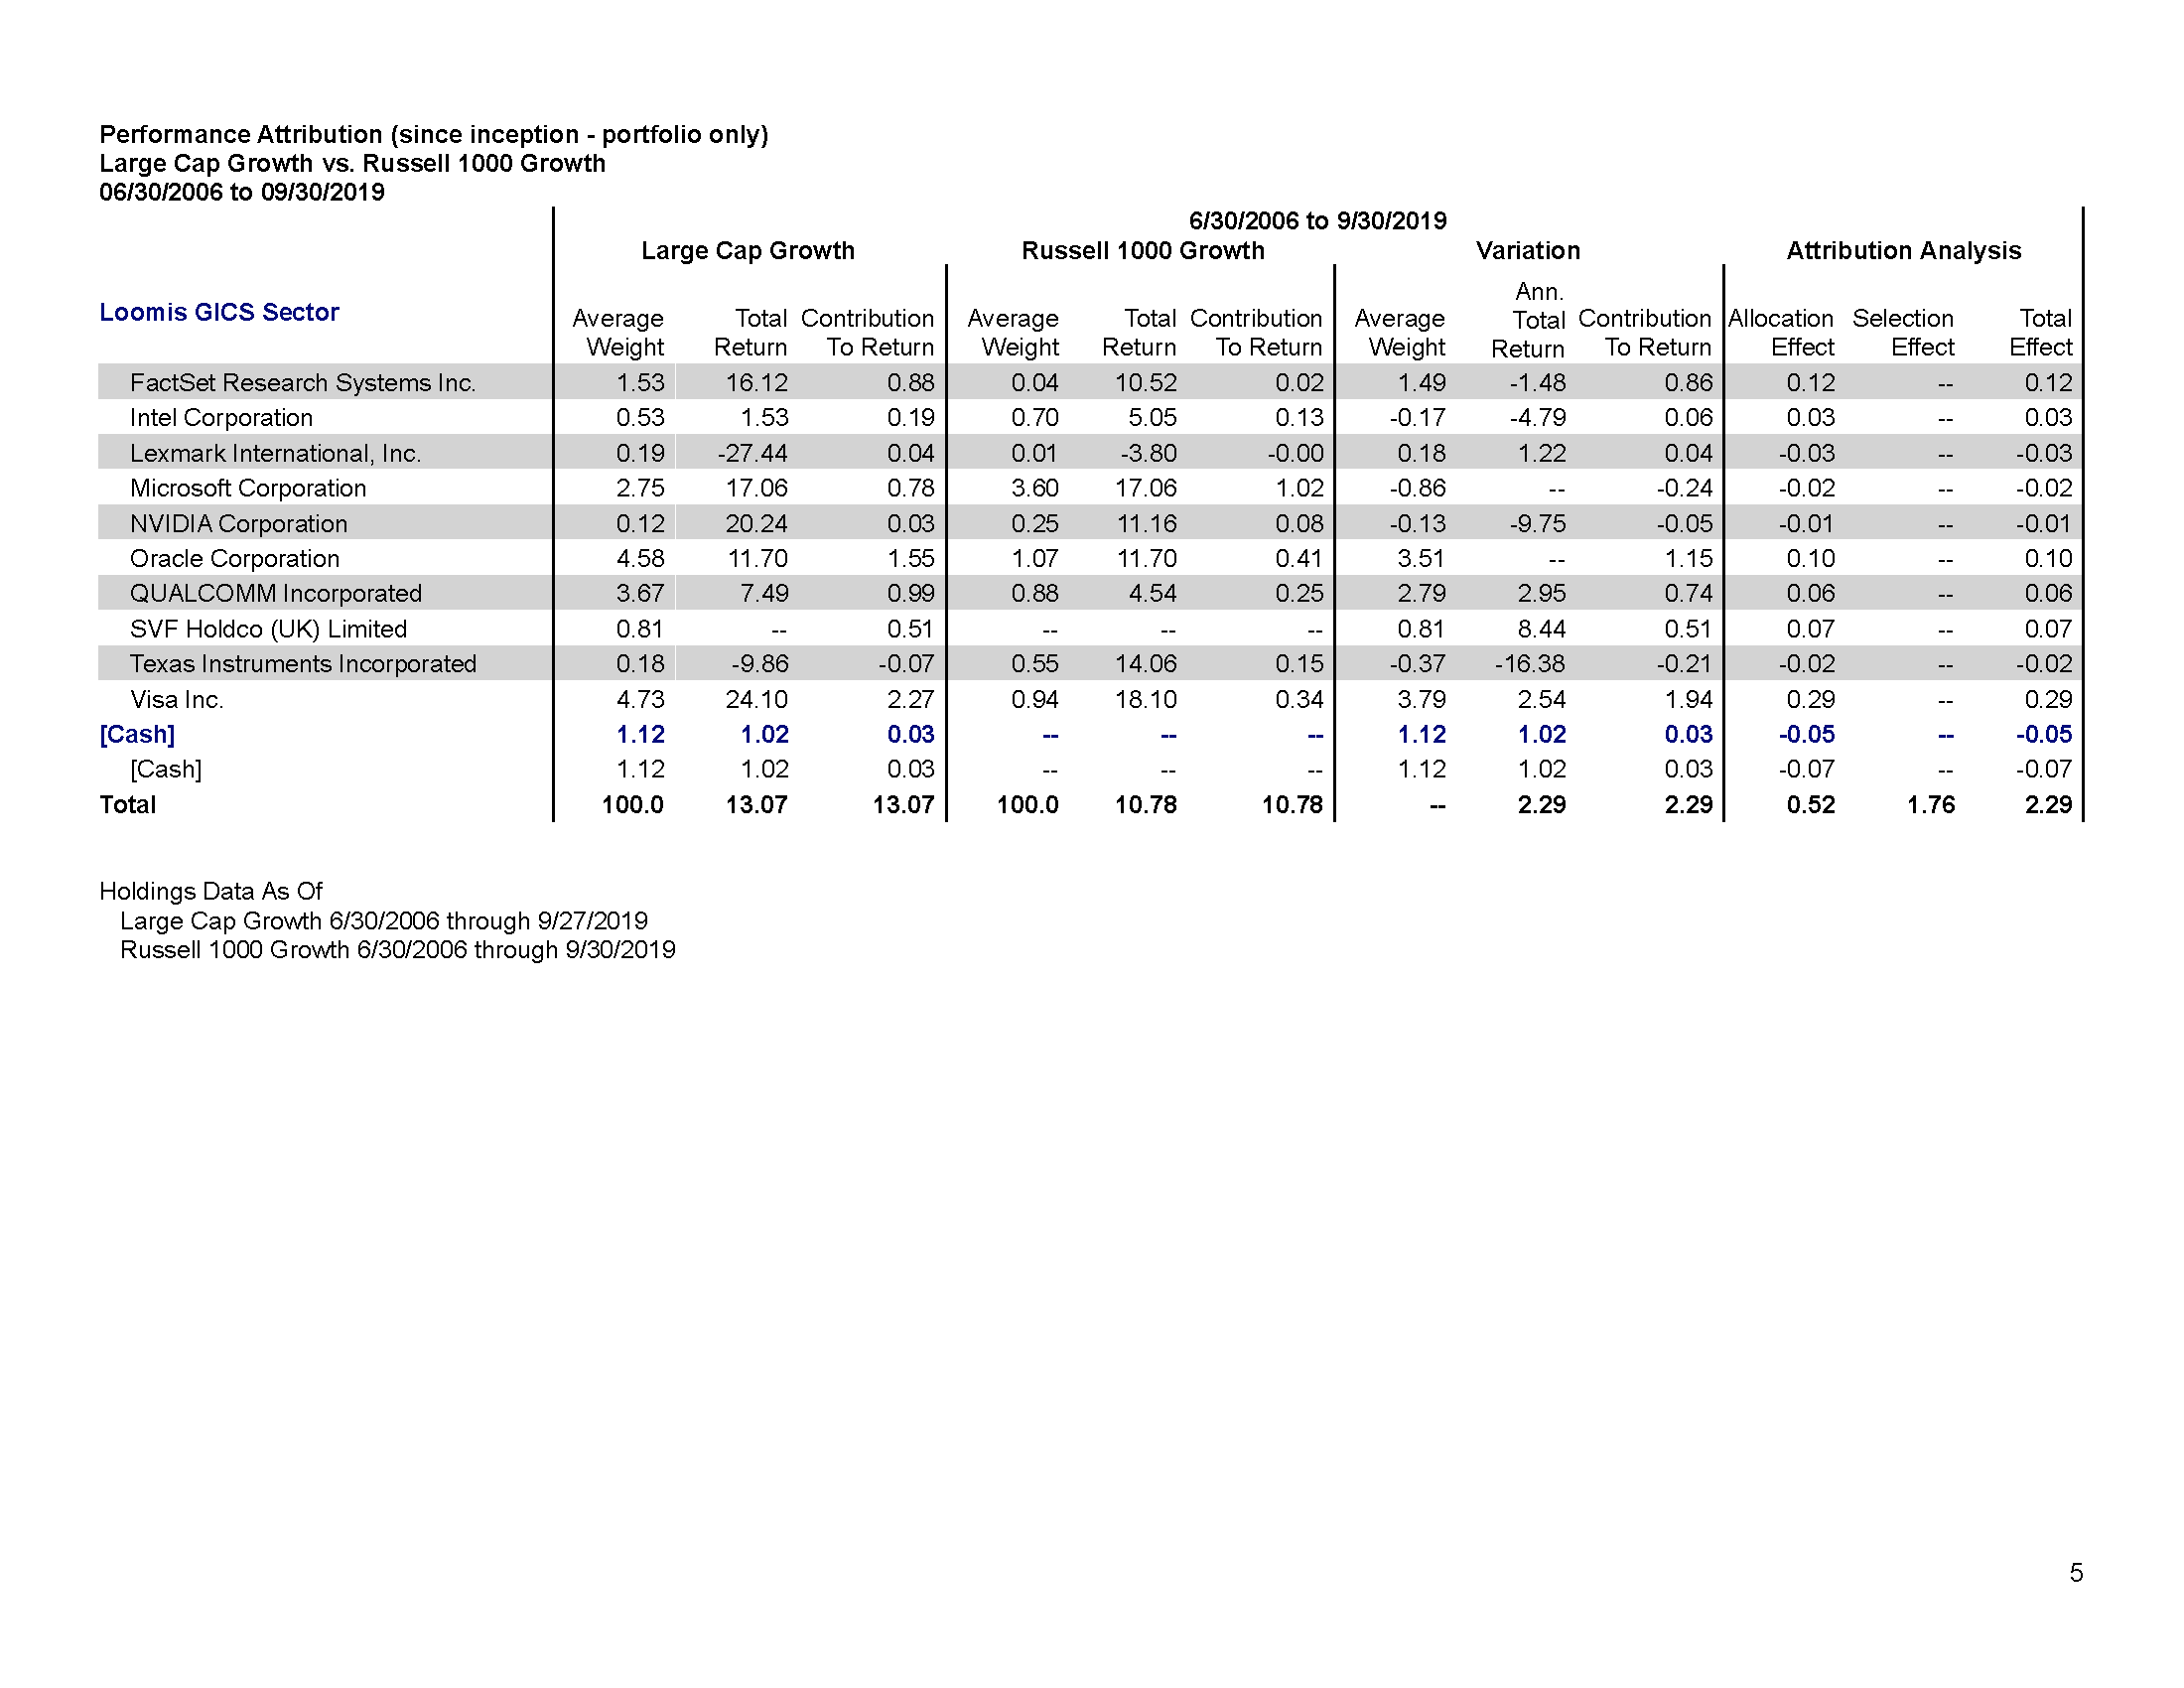 Performance Attribution (since inception - portfolio only)
Large Cap Growth vs. Russell 1000 Growth
06/30/2006 to 09/30/2019
6/30/2006 to 9/30/2019
Large Cap Growth Russell 1000 Growth Variation Attribution Analysis
Loomis GICS Sector Average Weight Total Return Contribution To Return Average Weight Total Return Contribution To Return Average Weight Ann. Total Return Contribution To Return Allocation Effect Selection Effect Total Effect
FactSet Research Systems Inc. 1.53 16.12 0.88 0.04 10.52 0.02 1.49 -1.48 0.86 0.12 -- 0.12
Intel Corporation 0.53 1.53 0.19 0.70 5.05 0.13 -0.17 -4.79 0.06 0.03 -- 0.03
Lexmark International, Inc. 0.19 -27.44 0.04 0.01 -3.80 -0.00 0.18 1.22 0.04 -0.03 -- -0.03
Microsoft Corporation 2.75 17.06 0.78 3.60 17.06 1.02 -0.86 -- -0.24 -0.02 -- -0.02
NVIDIA Corporation 0.12 20.24 0.03 0.25 11.16 0.08 -0.13 -9.75 -0.05 -0.01 -- -0.01
Oracle Corporation 4.58 11.70 1.55 1.07 11.70 0.41 3.51 -- 1.15 0.10 -- 0.10
QUALCOMM Incorporated 3.67 7.49 0.99 0.88 4.54 0.25 2.79 2.95 0.74 0.06 -- 0.06
SVF Holdco (UK) Limited 0.81 -- 0.51 -- -- -- 0.81 8.44 0.51 0.07 -- 0.07
Texas Instruments Incorporated 0.18 -9.86 -0.07 0.55 14.06 0.15 -0.37 -16.38 -0.21 -0.02 -- -0.02
Visa Inc. 4.73 24.10 2.27 0.94 18.10 0.34 3.79 2.54 1.94 0.29 -- 0.29
[Cash] 1.12 1.02 0.03 -- -- -- 1.12 1.02 0.03 -0.05 -- -0.05
[Cash] 1.12 1.02 0.03 -- -- -- 1.12 1.02 0.03 -0.07 -- -0.07
Total 100.0 13.07 13.07 100.0 10.78 10.78 -- 2.29 2.29 0.52 1.76 2.29
Holdings Data As Of
Large Cap Growth 6/30/2006 through 9/27/2019
Russell 1000 Growth 6/30/2006 through 9/30/2019
5